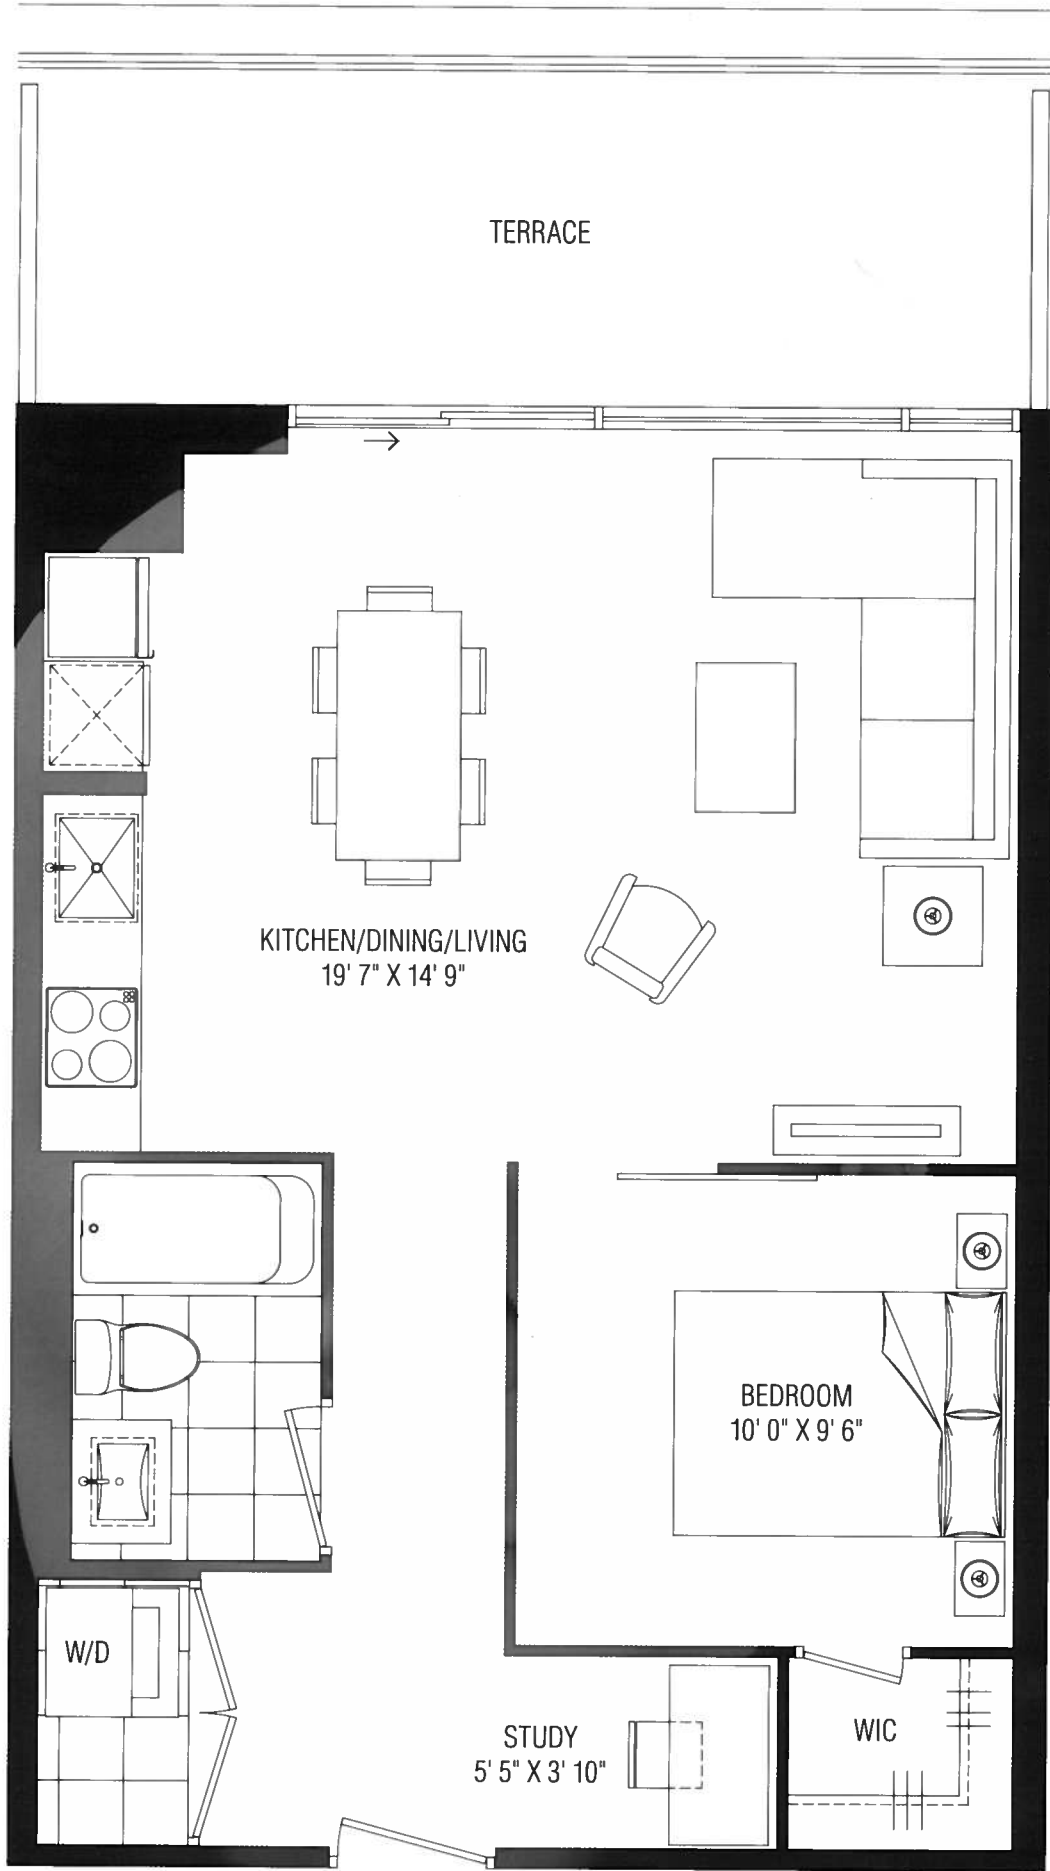 TERRACE
KITCHEN/DINING/LIVING
19' 7" X 14' 9"
BEDROOM
10' 0" X 9' 6"
W/D
STUDY
5' 5" X 3' 10"
WIC